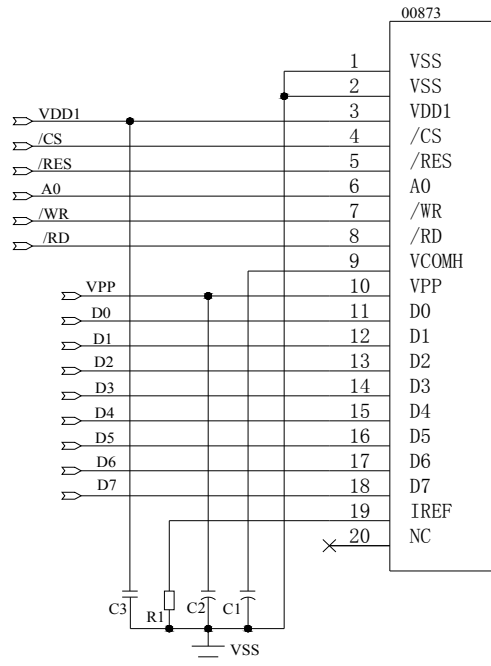 00873
1 VSS
2 VSS
VDD1 3 VDD1
/CS 4 /CS
/RES 5 /RES
A0 6 A0
/WR 7 /WR
/RD 8 /RD
9 VCOMH
VPP 10 VPP
D0 11 D0
D1 12 D1
D2 13 D2
D3 14 D3
D4 15 D4
D5 16 D5
D6 17 D6
D7 18 D7
19 IREF
20 NC
C3 R1 C2 C1
VSS